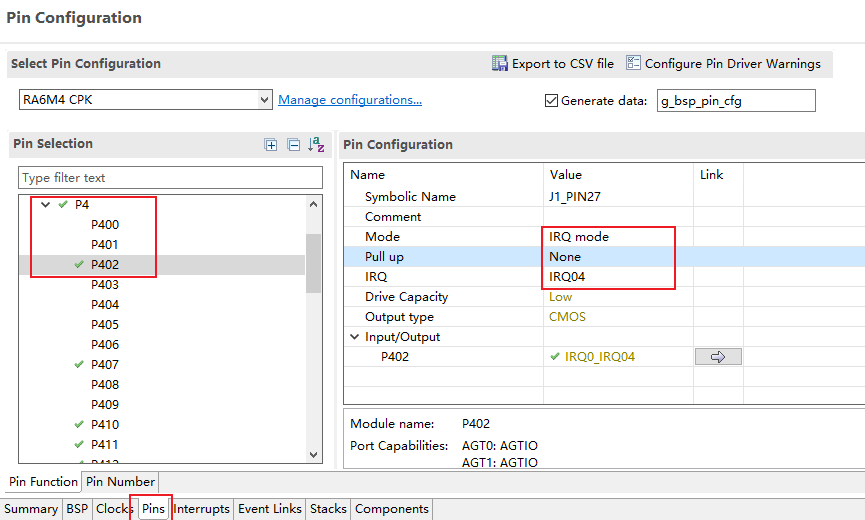 Pin Configuration
Select Pin Configuration
Export to CSV file
Configure Pin Driver Warnings
RA6M4 CPK
Manage configurations...
Generate data:
g_bsp_pin_cfg
Pin Selection
Type filter text
P4
P400
P401
P402
P403
P404
P405
P406
P407
P408
P409
P410
P411
P412
Pin Configuration
Name Value Link
Symbolic Name J1_PIN27
Comment
Mode IRQ mode
Pull up None
IRQ IRQ04
Drive Capacity Low
Output type CMOS
Input/Output
P402 IRQ0_IRQ04
Module name: P402
Port Capabilities: AGT0: AGTIO
AGT1: AGTIO
Pin Function Pin Number
Summary BSP Clocks Pins Interrupts Event Links Stacks Components